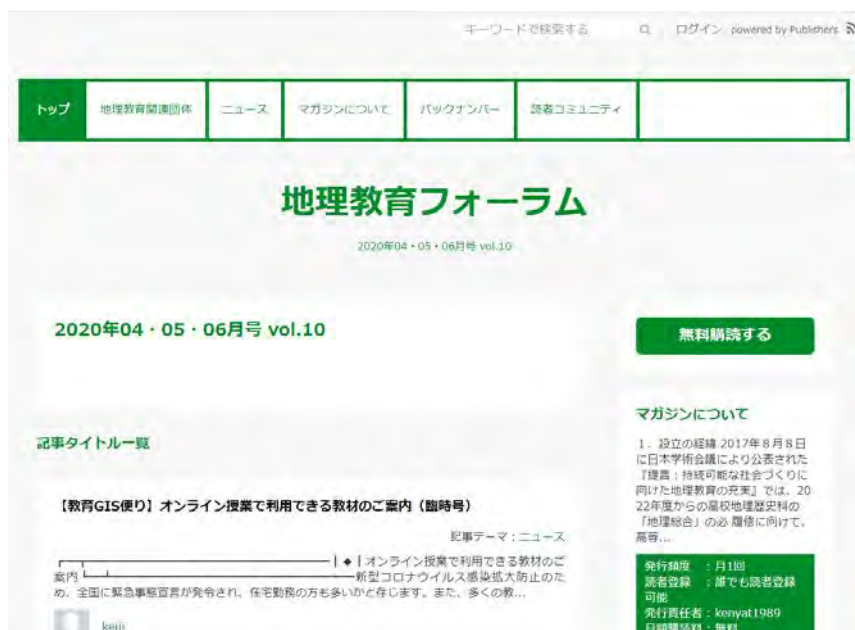 キーワードで検索する ログイン powered by Publishers
トップ 地理教育関連団体 ニュース マガジンについて バックナンバー 読者コミュニティ
地理教育フォーラム
2020年04・05・06月号 vol.10
2020年04・05・06月号 vol.10
記事タイトル一覧
【教育GIS便り】オンライン授業で利用できる教材のご案内（臨時号）
記事テーマ：ニュース
┏━┳━━━━━━━━━━━━━━━━━━━┃◆┃オンライン授業で利用できる教材のご
案内┗━┻━━━━━━━━━━━━━━━━━━━新型コロナウイルス感染拡大防止のた
め、全国に緊急事態宣言が発令され、住宅勤務の方も多いかと存じます。また、多くの教...
keiji
無料購読する
マガジンについて
1．設立の経緯 2017年８月８日
に日本学術会議により公表された
『提言：持続可能な社会づくりに
向けた地理教育の充実』では、20
22年度からの高校地理歴史科の
「地理総合」の必 履修に向けて、
高等...
発行頻度 ：月1回
読者登録 ：誰でも読者登録
可能
発行責任者：kenyat1989
月額購読料：無料